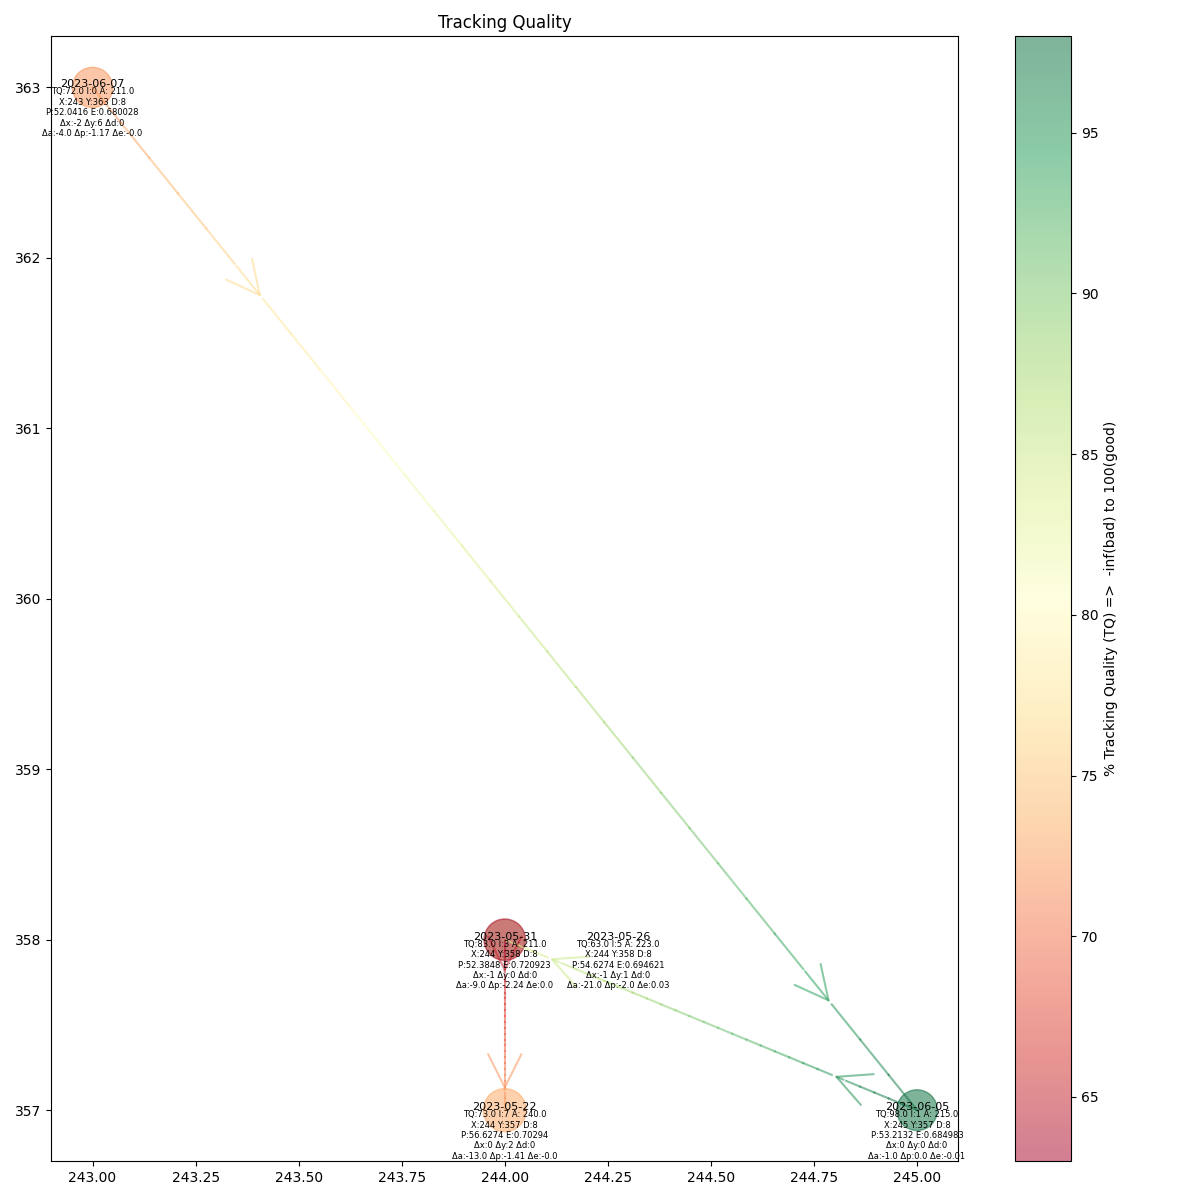 Tracking Quality
363
362
361
360
359
358
357
2023-06-07
TQ:72.0 I:0 A: 211.0
X:243 Y:363 D:8
P:52.0416 E:0.680028
Δx:-2 Δy:6 Δd:0
Δa:-4.0 Δp:-1.17 Δe:-0.0
2023-05-31
TQ:83.0 I:3 A: 211.0
X:244 Y:358 D:8
P:52.3848 E:0.720923
Δx:-1 Δy:0 Δd:0
Δa:-9.0 Δp:-2.24 Δe:0.0
2023-05-26
TQ:63.0 I:5 A: 223.0
X:244 Y:358 D:8
P:54.6274 E:0.694621
Δx:-1 Δy:1 Δd:0
Δa:-21.0 Δp:-2.0 Δe:0.03
2023-05-22
TQ:73.0 I:7 A: 240.0
X:244 Y:357 D:8
P:56.6274 E:0.70294
Δx:0 Δy:2 Δd:0
Δa:-13.0 Δp:-1.41 Δe:-0.0
2023-06-05
TQ:98.0 I:1 A: 215.0
X:245 Y:357 D:8
P:53.2132 E:0.684983
Δx:0 Δy:0 Δd:0
Δa:-1.0 Δp:0.0 Δe:-0.01
243.00 243.25 243.50 243.75 244.00 244.25 244.50 244.75 245.00
95
90
85
80
75
70
65
% Tracking Quality (TQ) => -inf(bad) to 100(good)